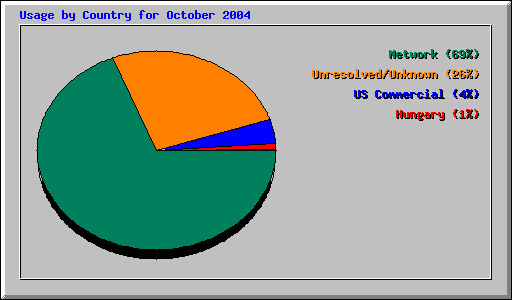 Usage by Country for October 2004
Network (69%)
Unresolved/Unknown (26%)
US Commercial (4%)
Hungary (1%)